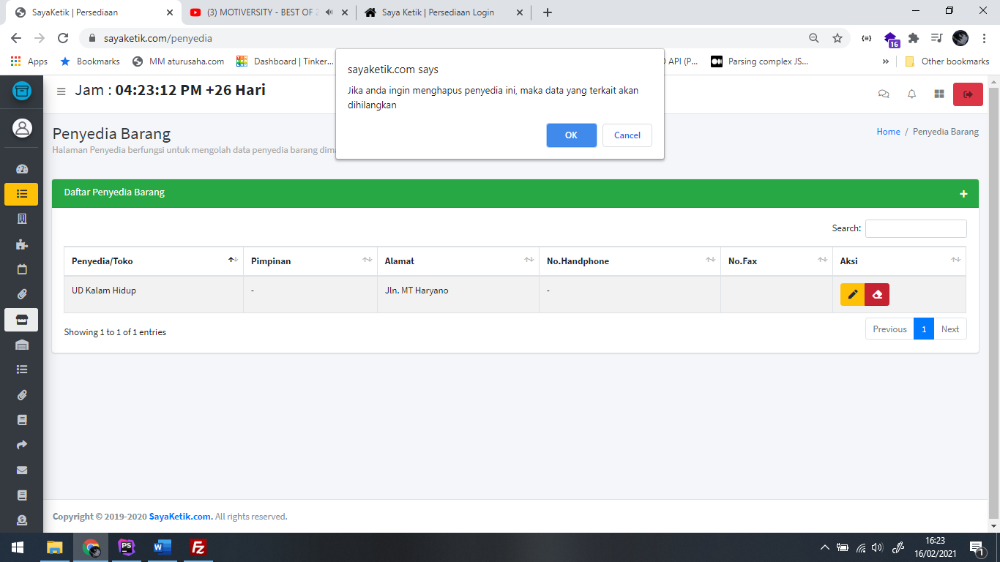 SayaKetik | Persediaan
(3) MOTIVERSITY - BEST OF 2
Saya Ketik | Persediaan Login
sayaketik.com/penyedia
16
Apps
Bookmarks
MM aturusaha.com
Dashboard | Tinker...
API (P...
Parsing complex JS...
Other bookmarks
sayaketik.com says
Jika anda ingin menghapus penyedia ini, maka data yang terkait akan
dihilangkan
OK
Cancel
Jam : 04:23:12 PM +26 Hari
Penyedia Barang
Halaman Penyedia berfungsi untuk mengolah data penyedia barang
Home / Penyedia Barang
Daftar Penyedia Barang
Search:
Penyedia/Toko Pimpinan Alamat No.Handphone No.Fax Aksi
UD Kalam Hidup - Jln. MT Haryano -
Showing 1 to 1 of 1 entries
Previous 1 Next
Copyright © 2019-2020 SayaKetik.com. All rights reserved.
PS
W
FZ
16:23
16/02/2021
1